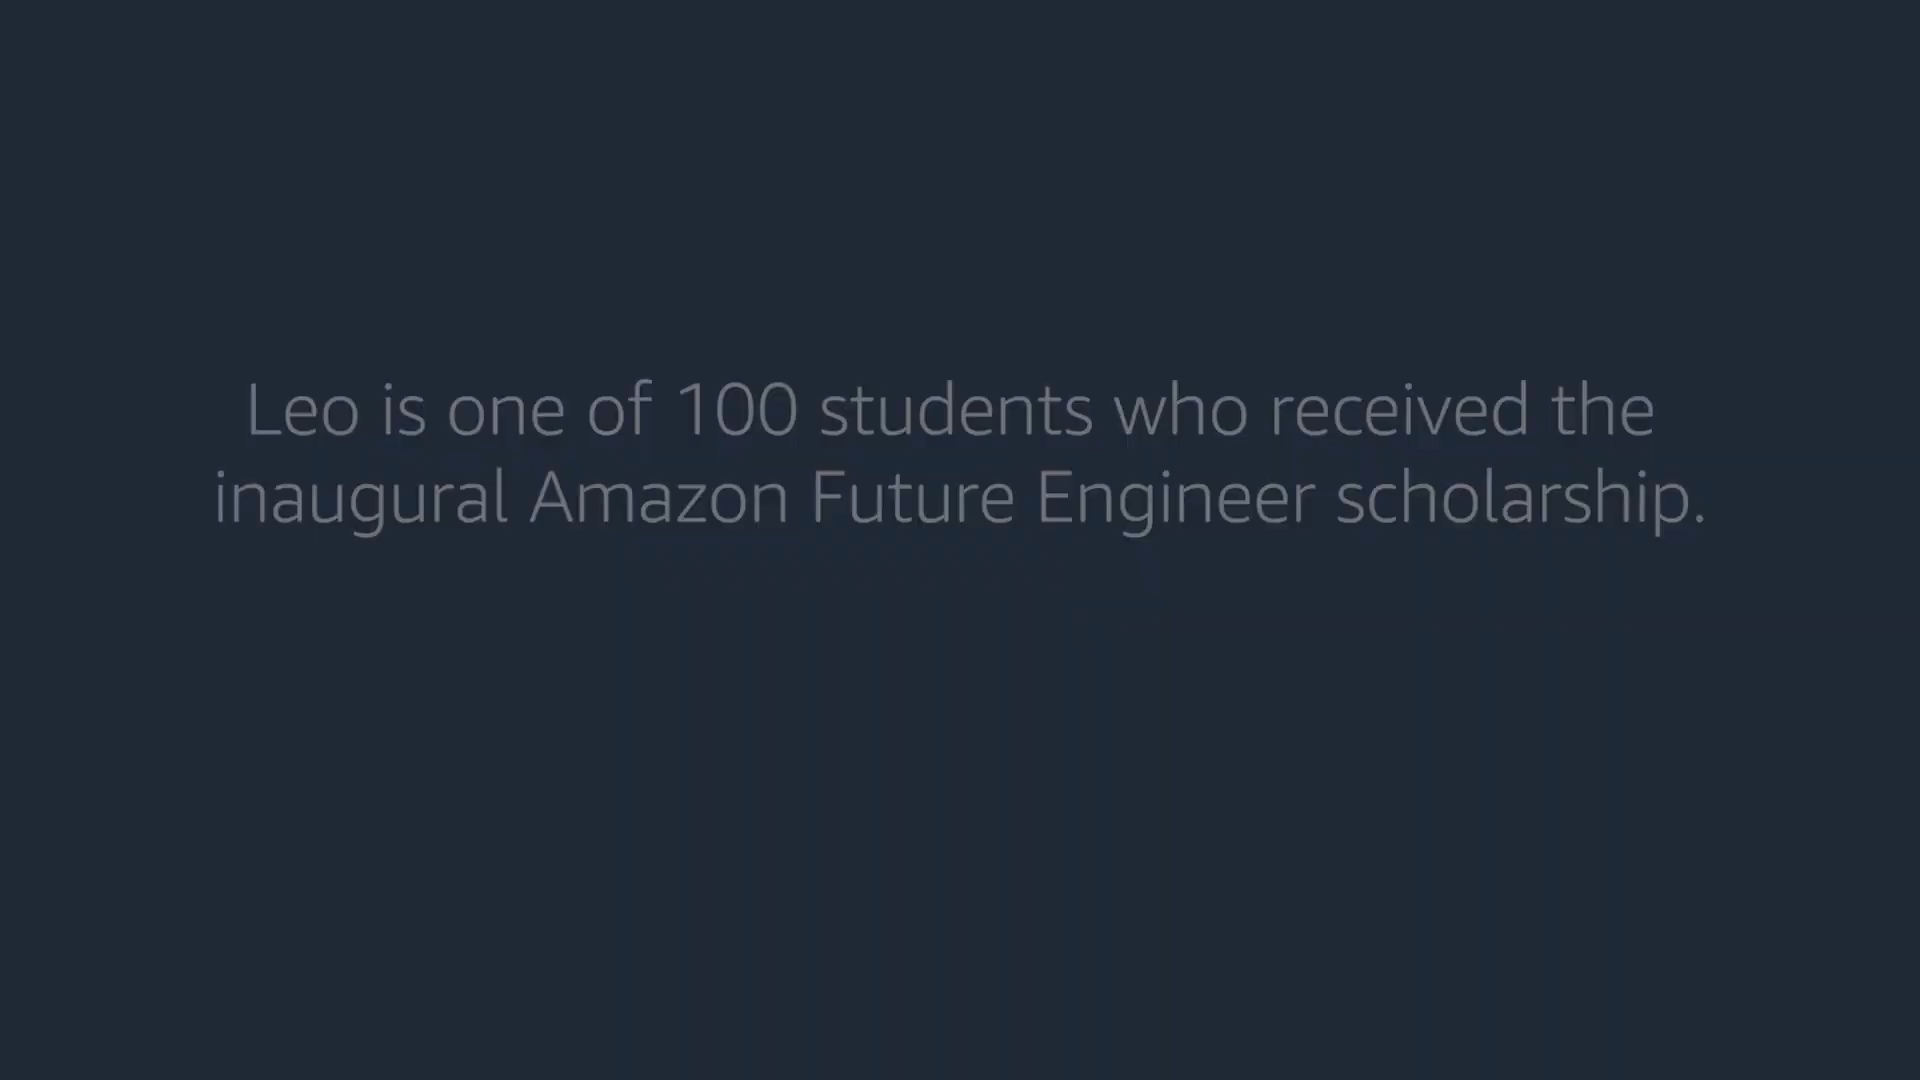 Leo is one of 100 students who received the
inaugural Amazon Future Engineer scholarship.